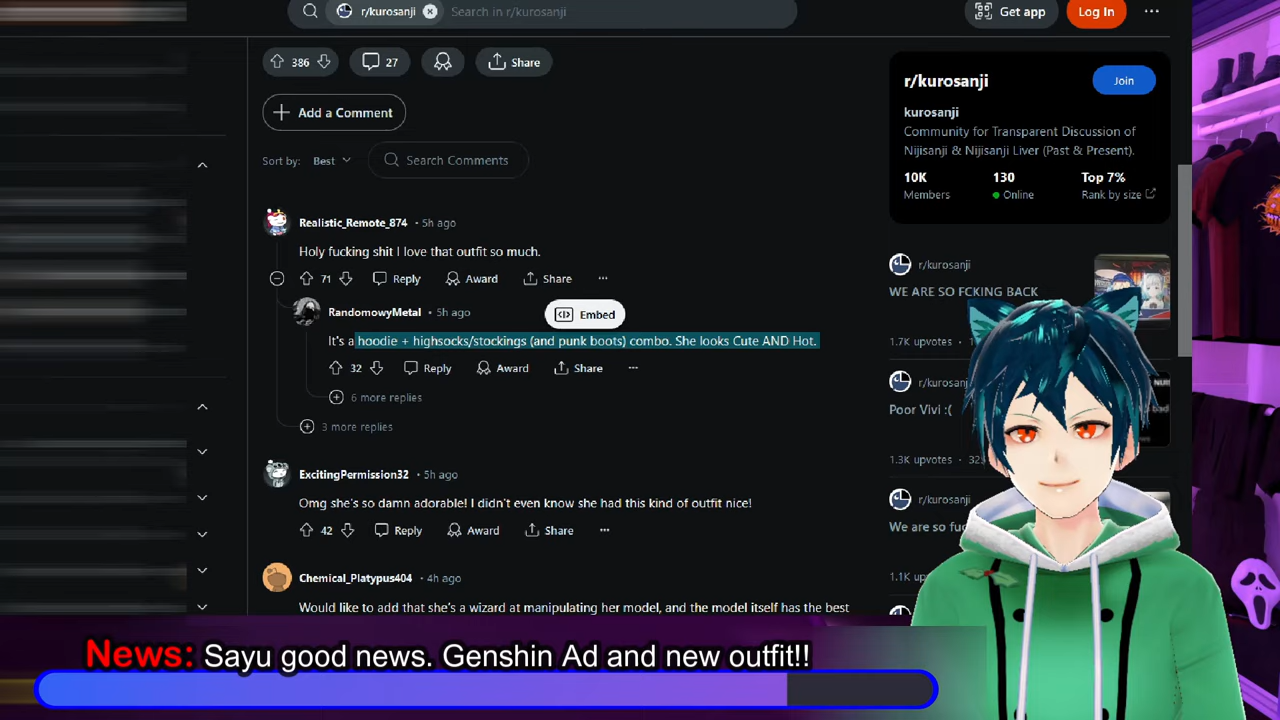 r/kurosanji
Search in r/kurosanji
Get app
Log In
386
27
Share
Add a Comment
Sort by: Best
Search Comments
Realistic_Remote_874 • 5h ago
Holy fucking shit I love that outfit so much.
71
Reply
Award
Share
RandomowyMetal • 5h ago
Embed
It's a hoodie + highsocks/stockings (and punk boots) combo. She looks Cute AND Hot.
32
Reply
Award
Share
6 more replies
3 more replies
ExcitingPermission32 • 5h ago
Omg she's so damn adorable! I didn't even know she had this kind of outfit nice!
42
Reply
Award
Share
Chemical_Platypus404 • 4h ago
Would like to add that she's a wizard at manipulating her model, and the model itself has the best
r/kurosanji
Join
kurosanji
Community for Transparent Discussion of
Nijisanji & Nijisanji Liver (Past & Present).
10K
130
Top 7%
Members
Online
Rank by size
r/kurosanji
WE ARE SO FCKING BACK
1.7K upvotes •
Poor Vivi :(
1.3K upvotes •
We are so
1.1K
News: Sayu good news. Genshin Ad and new outfit!!